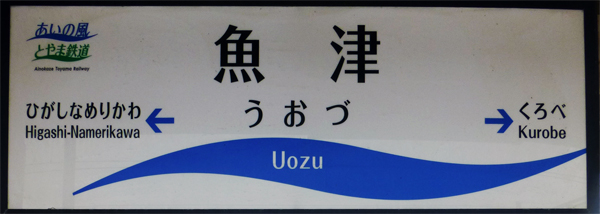 あいの風
とやま鉄道
Ainokaze Toyama Railway
魚津
うおづ
ひがしなめりかわ
Higashi-Namerikawa
←
→
くろべ
Kurobe
Uozu